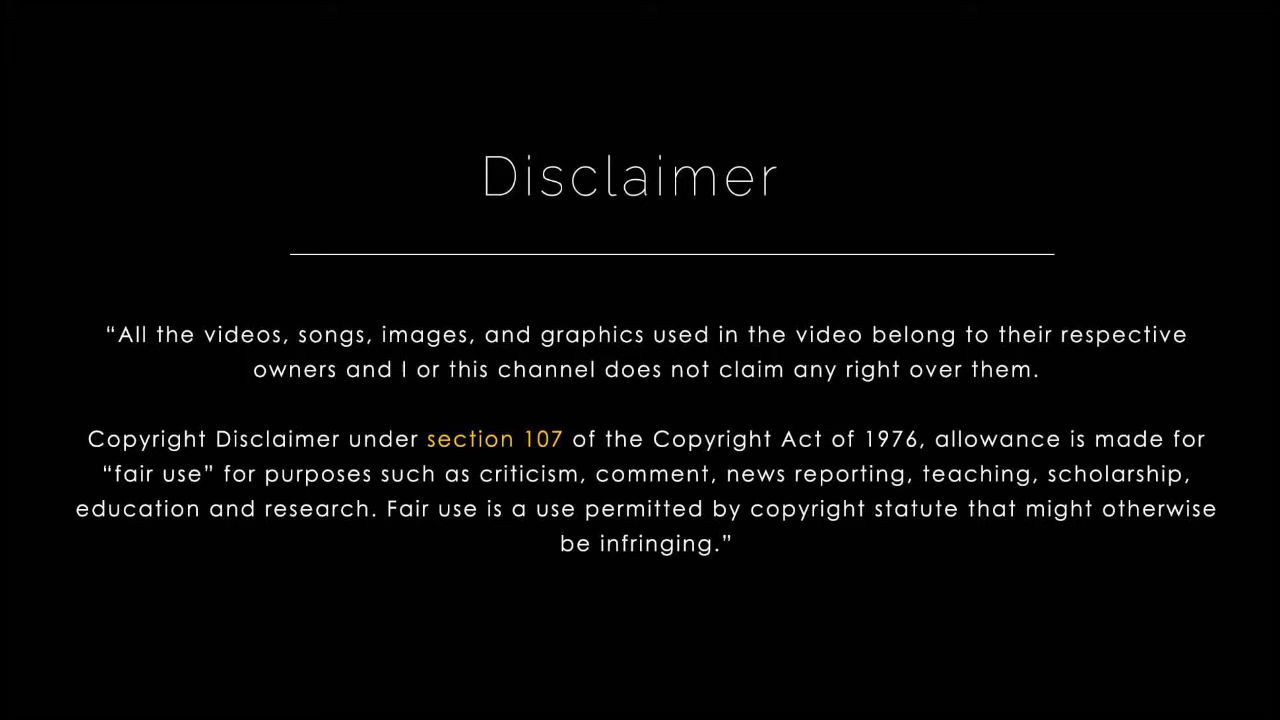 Disclaimer
“All the videos, songs, images, and graphics used in the video belong to their respective
owners and I or this channel does not claim any right over them.
Copyright Disclaimer under section 107 of the Copyright Act of 1976, allowance is made for
“fair use” for purposes such as criticism, comment, news reporting, teaching, scholarship,
education and research. Fair use is a use permitted by copyright statute that might otherwise
be infringing.”